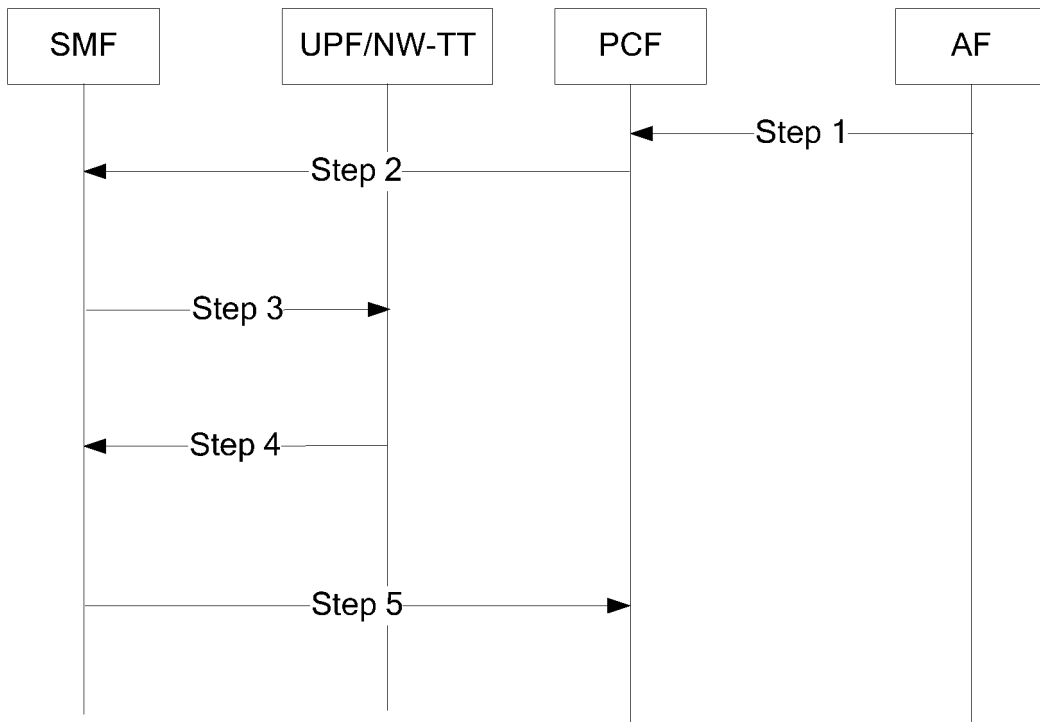 SMF
UPF/NW-TT
PCF
AF
Step 1
Step 2
Step 3
Step 4
Step 5